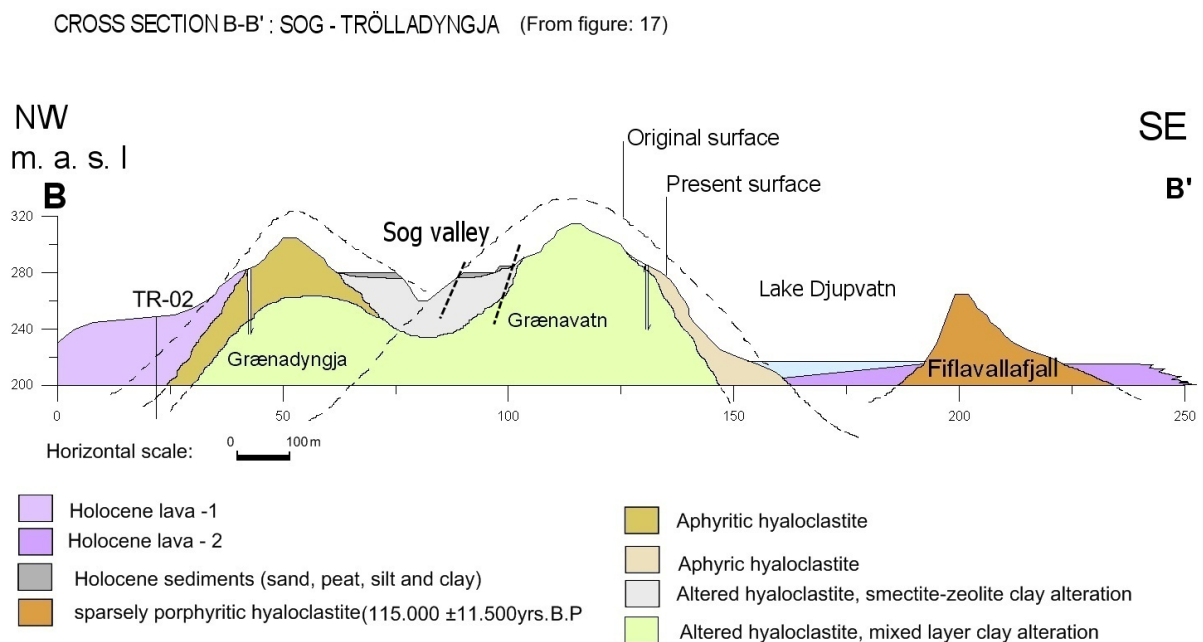 CROSS SECTION B-B' : SOG - TRÖLLADYNGJA (From figure: 17)
NW
SE
m. a. s. l
B
B'
Original surface
Present surface
320
280
240
200
Sog valley
TR-02
Lake Djupvatn
Grænavatn
Grænadyngja
Fiflavallafjall
0
50
100
150
200
250
Horizontal scale:
0
100m
Holocene lava -1
Holocene lava - 2
Holocene sediments (sand, peat, silt and clay)
sparsely porphyritic hyaloclastite(115.000 ±11.500yrs.B.P
Aphyritic hyaloclastite
Aphyric hyaloclastite
Altered hyaloclastite, smectite-zeolite clay alteration
Altered hyaloclastite, mixed layer clay alteration